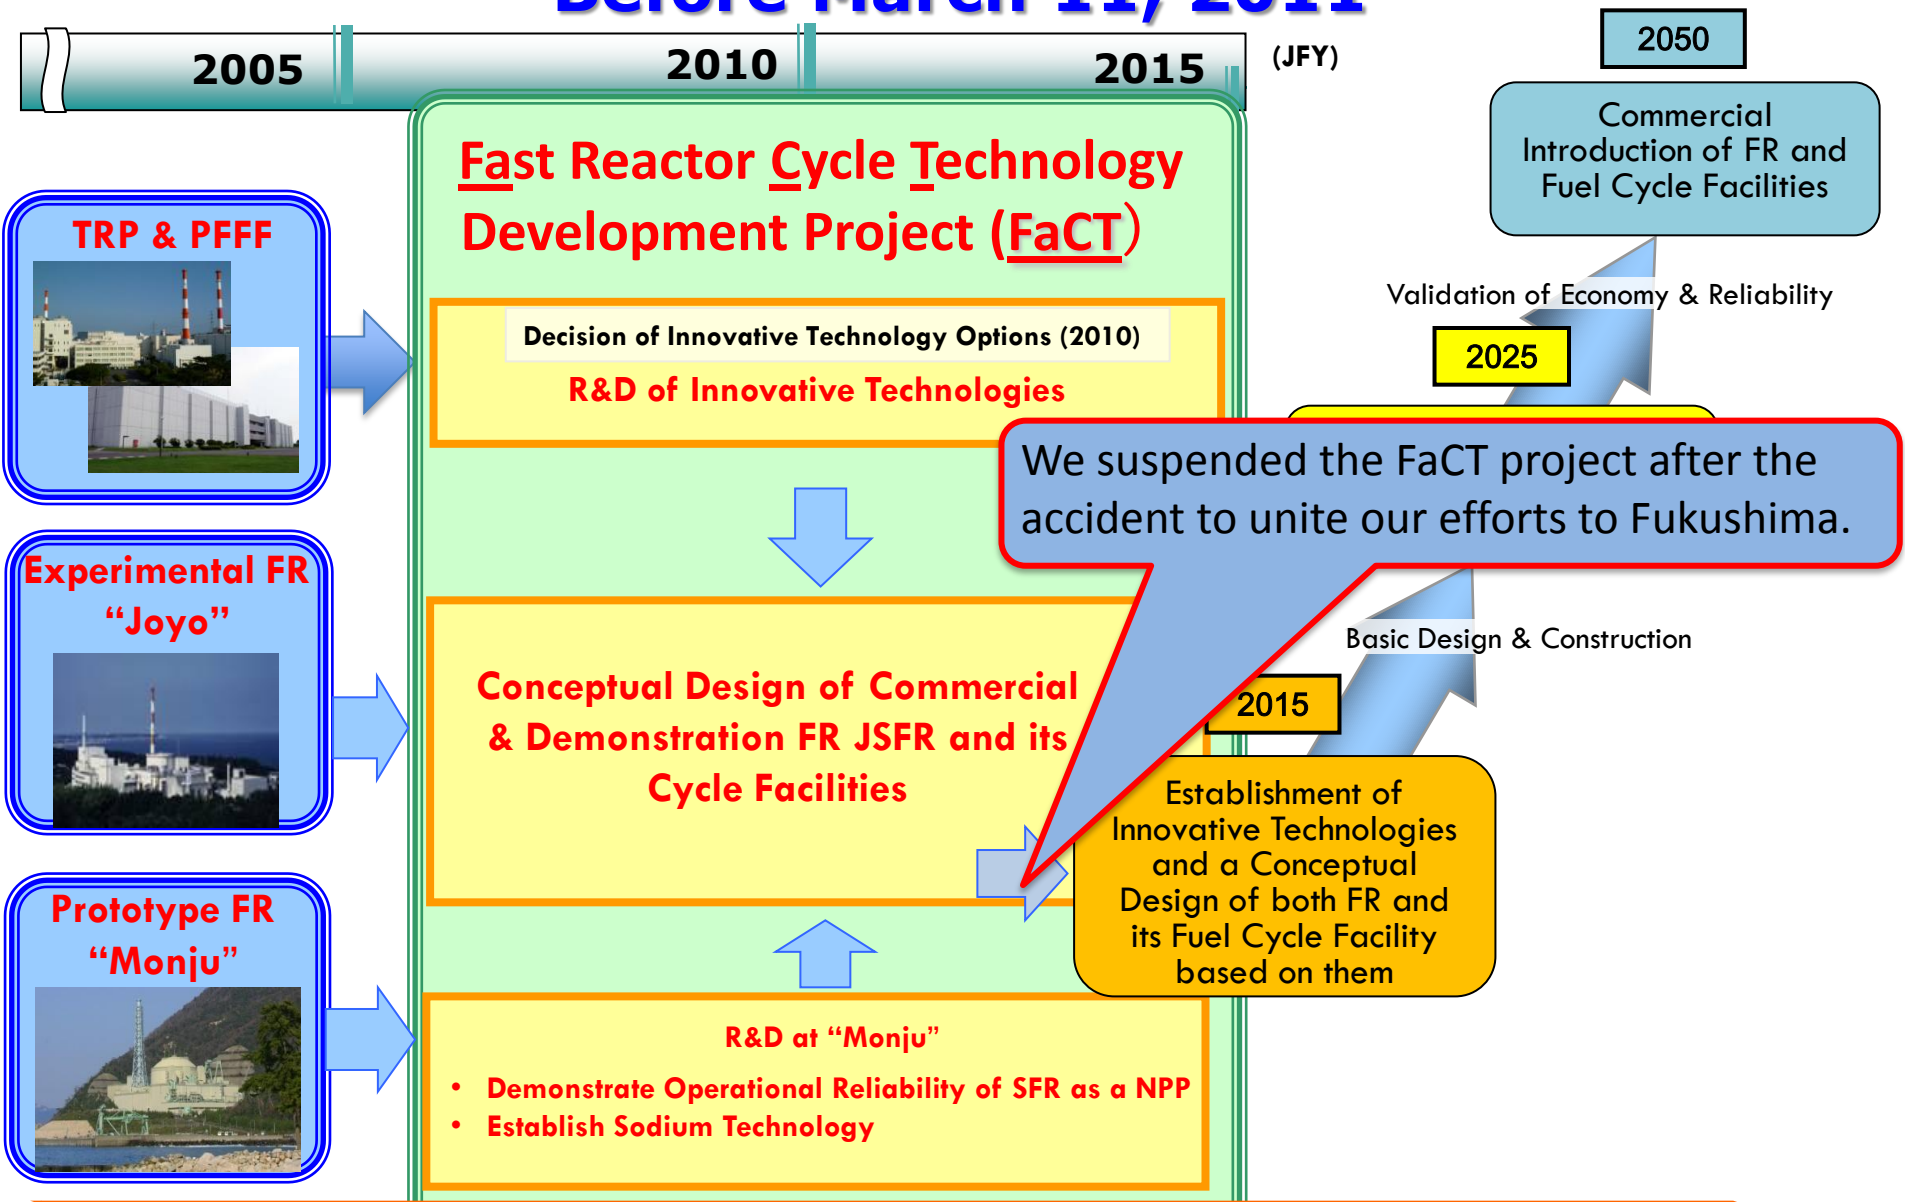 Before March 11, 2011
2005
2010
2015
(JFY)
2050
Commercial
Introduction of FR and
Fuel Cycle Facilities
Fast Reactor Cycle Technology
Development Project (FaCT）
TRP & PFFF
Validation of Economy & Reliability
Decision of Innovative Technology Options (2010)
R&D of Innovative Technologies
2025
We suspended the FaCT project after the
accident to unite our efforts to Fukushima.
Experimental FR
“Joyo”
Basic Design & Construction
Conceptual Design of Commercial
& Demonstration FR JSFR and its
Cycle Facilities
2015
Establishment of
Innovative Technologies
and a Conceptual
Design of both FR and
its Fuel Cycle Facility
based on them
Prototype FR
“Monju”
R&D at “Monju”
• Demonstrate Operational Reliability of SFR as a NPP
• Establish Sodium Technology